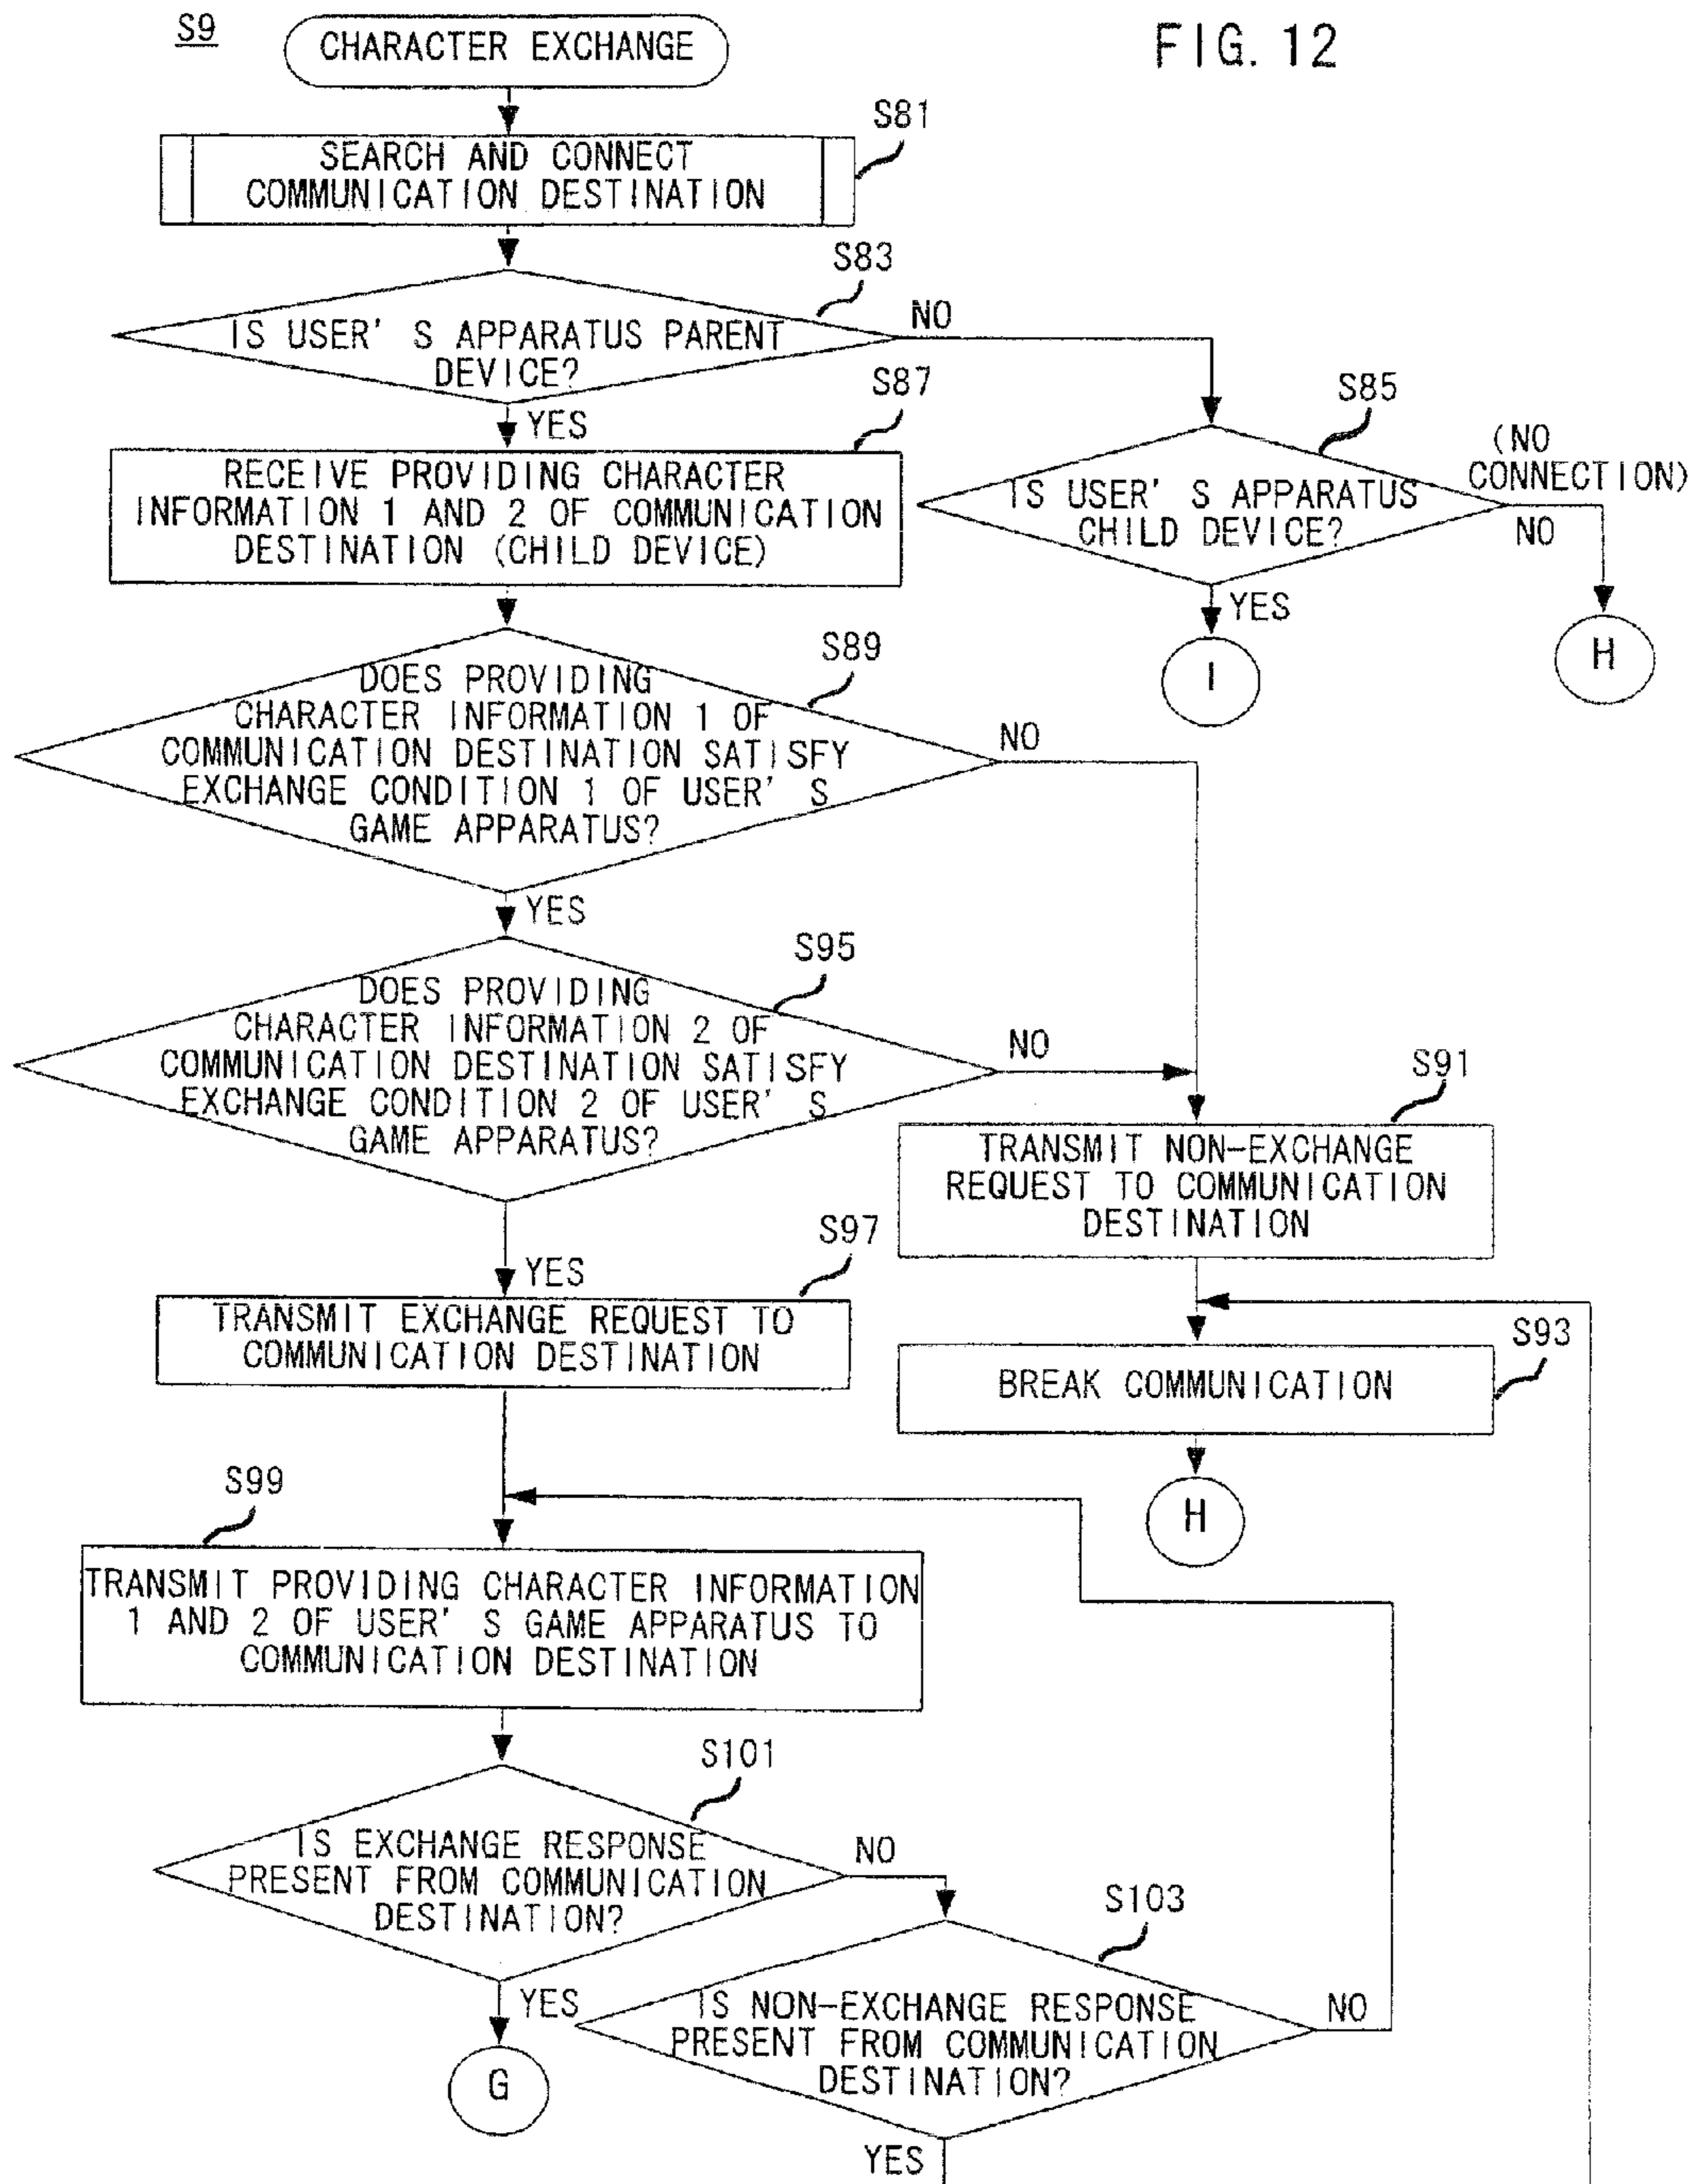 S9
CHARACTER EXCHANGE
FIG. 12
S81
SEARCH AND CONNECT
COMMUNICATION DESTINATION
S83
IS USER'S APPARATUS PARENT
DEVICE?
NO
YES
S87
RECEIVE PROVIDING CHARACTER
INFORMATION 1 AND 2 OF COMMUNICATION
DESTINATION (CHILD DEVICE)
S85
IS USER'S APPARATUS
CHILD DEVICE?
(NO
CONNECTION)
NO
YES
I
H
S89
DOES PROVIDING
CHARACTER INFORMATION 1 OF
COMMUNICATION DESTINATION SATISFY
EXCHANGE CONDITION 1 OF USER'S
GAME APPARATUS?
NO
YES
S95
DOES PROVIDING
CHARACTER INFORMATION 2 OF
COMMUNICATION DESTINATION SATISFY
EXCHANGE CONDITION 2 OF USER'S
GAME APPARATUS?
NO
YES
S91
TRANSMIT NON-EXCHANGE
REQUEST TO COMMUNICATION
DESTINATION
S97
TRANSMIT EXCHANGE REQUEST TO
COMMUNICATION DESTINATION
S93
BREAK COMMUNICATION
H
S99
TRANSMIT PROVIDING CHARACTER INFORMATION
1 AND 2 OF USER'S GAME APPARATUS TO
COMMUNICATION DESTINATION
S101
IS EXCHANGE RESPONSE
PRESENT FROM COMMUNICATION
DESTINATION?
NO
YES
G
S103
IS NON-EXCHANGE RESPONSE
PRESENT FROM COMMUNICATION
DESTINATION?
NO
YES